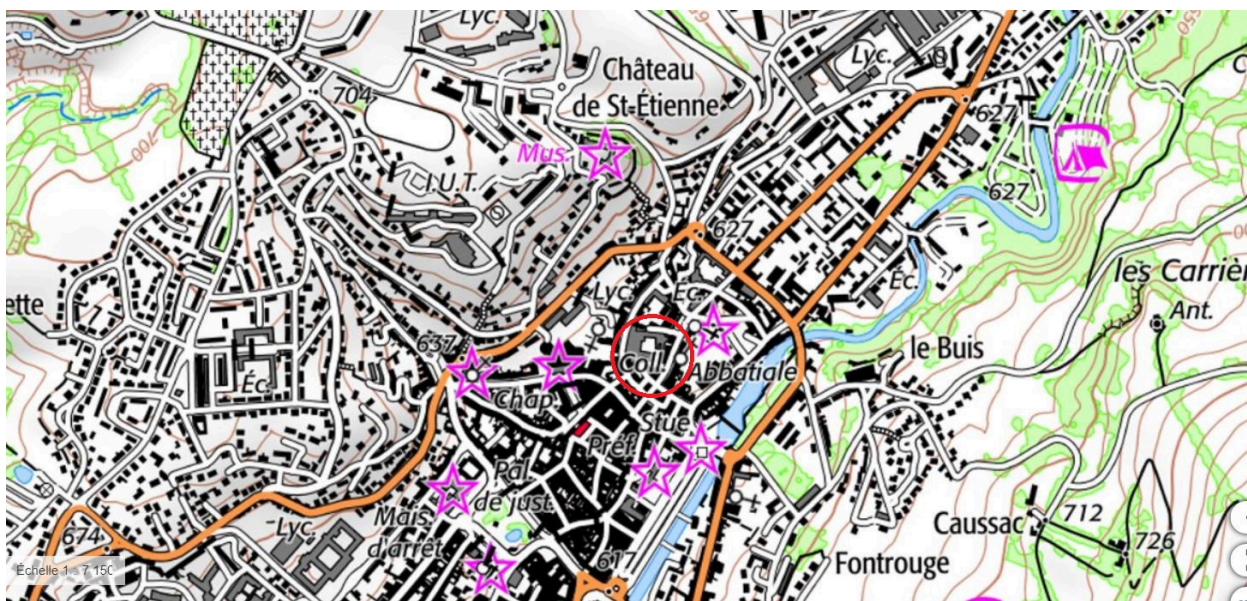 Lyc.
Château
de St-Étienne
Lyc.
704
627
Mus.
I.U.T.
627
627
700
650
les Carrièr
Ant.
ette
Lyc.
Éc.
Éc.
637
Coll.
Abbatiale
le Buis
Éc.
Chap.
Stue
Préf.
Pal.
de just.
Mais.
d'arrêt
Lyc.
674
712
Caussac
726
617
Fontrouge
Échelle 1 : 7 150